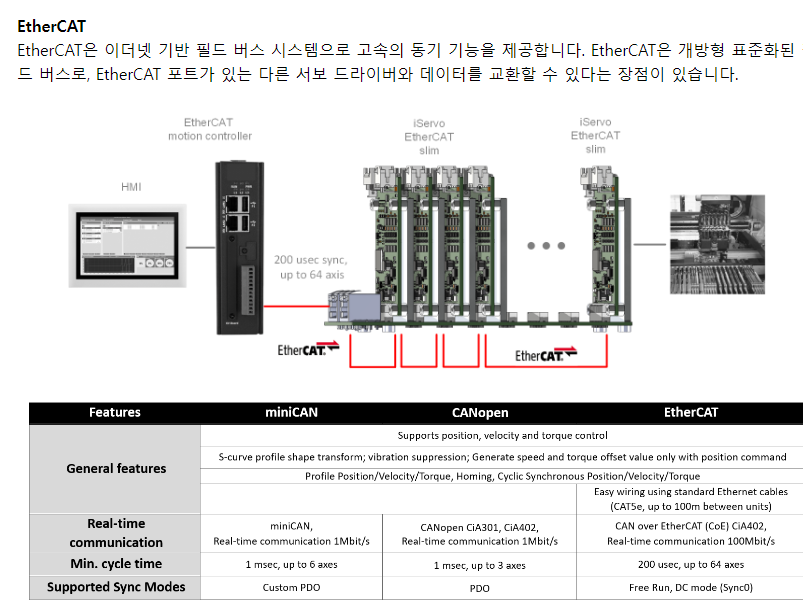 EtherCAT
EtherCAT은 이더넷 기반 필드 버스 시스템으로 고속의 동기 기능을 제공합니다. EtherCAT은 개방형 표준화된
드 버스로, EtherCAT 포트가 있는 다른 서보 드라이버와 데이터를 교환할 수 있다는 장점이 있습니다.
EtherCAT
motion controller
iServo
EtherCAT
slim
iServo
EtherCAT
slim
HMI
200 usec sync,
up to 64 axis
EtherCAT
EtherCAT
Features miniCAN CANopen EtherCAT
General features
Supports position, velocity and torque control
S-curve profile shape transform; vibration suppression; Generate speed and torque offset value only with position command
Profile Position/Velocity/Torque, Homing, Cyclic Synchronous Position/Velocity/Torque
Easy wiring using standard Ethernet cables
(CAT5e, up to 100m between units)
Real-time
communication
miniCAN,
Real-time communication 1Mbit/s
CANopen CiA301, CiA402,
Real-time communication 1Mbit/s
CAN over EtherCAT (CoE) CiA402,
Real-time communication 100Mbit/s
Min. cycle time 1 msec, up to 6 axes 1 msec, up to 3 axes 200 usec, up to 64 axes
Supported Sync Modes Custom PDO PDO Free Run, DC mode (Sync0)